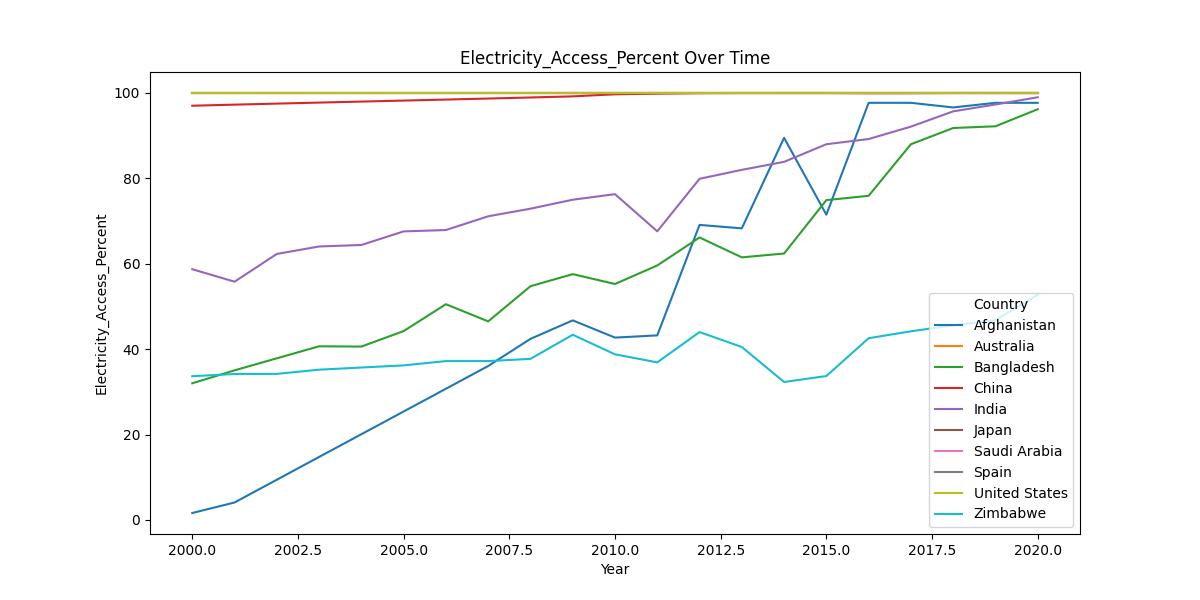 Electricity_Access_Percent Over Time
Electricity_Access_Percent
100
80
60
40
20
0
2000.0 2002.5 2005.0 2007.5 2010.0 2012.5 2015.0 2017.5 2020.0
Year
Country
Afghanistan
Australia
Bangladesh
China
India
Japan
Saudi Arabia
Spain
United States
Zimbabwe